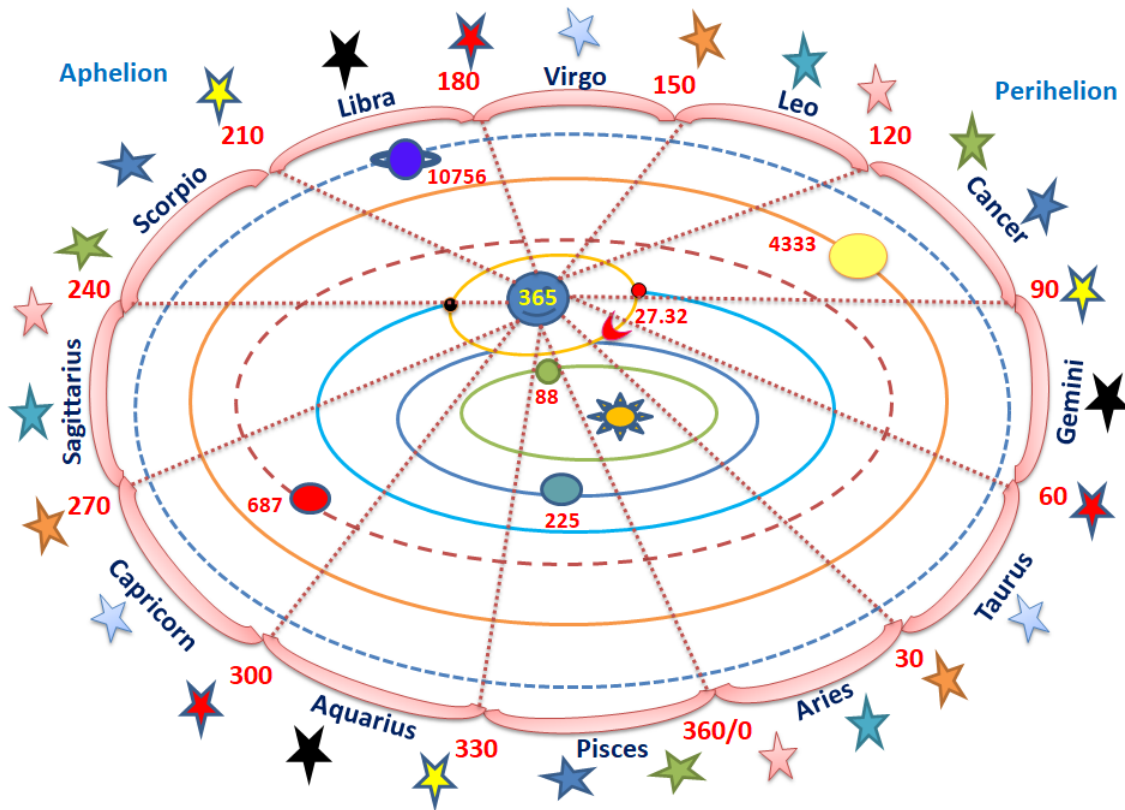 Aphelion
Perihelion
180
Virgo
150
Libra
Leo
210
120
Scorpio
Cancer
10756
4333
240
365
90
27.32
Sagittarius
88
Gemini
270
687
225
60
Capricorn
Taurus
300
30
Aquarius
Aries
330
Pisces
360/0